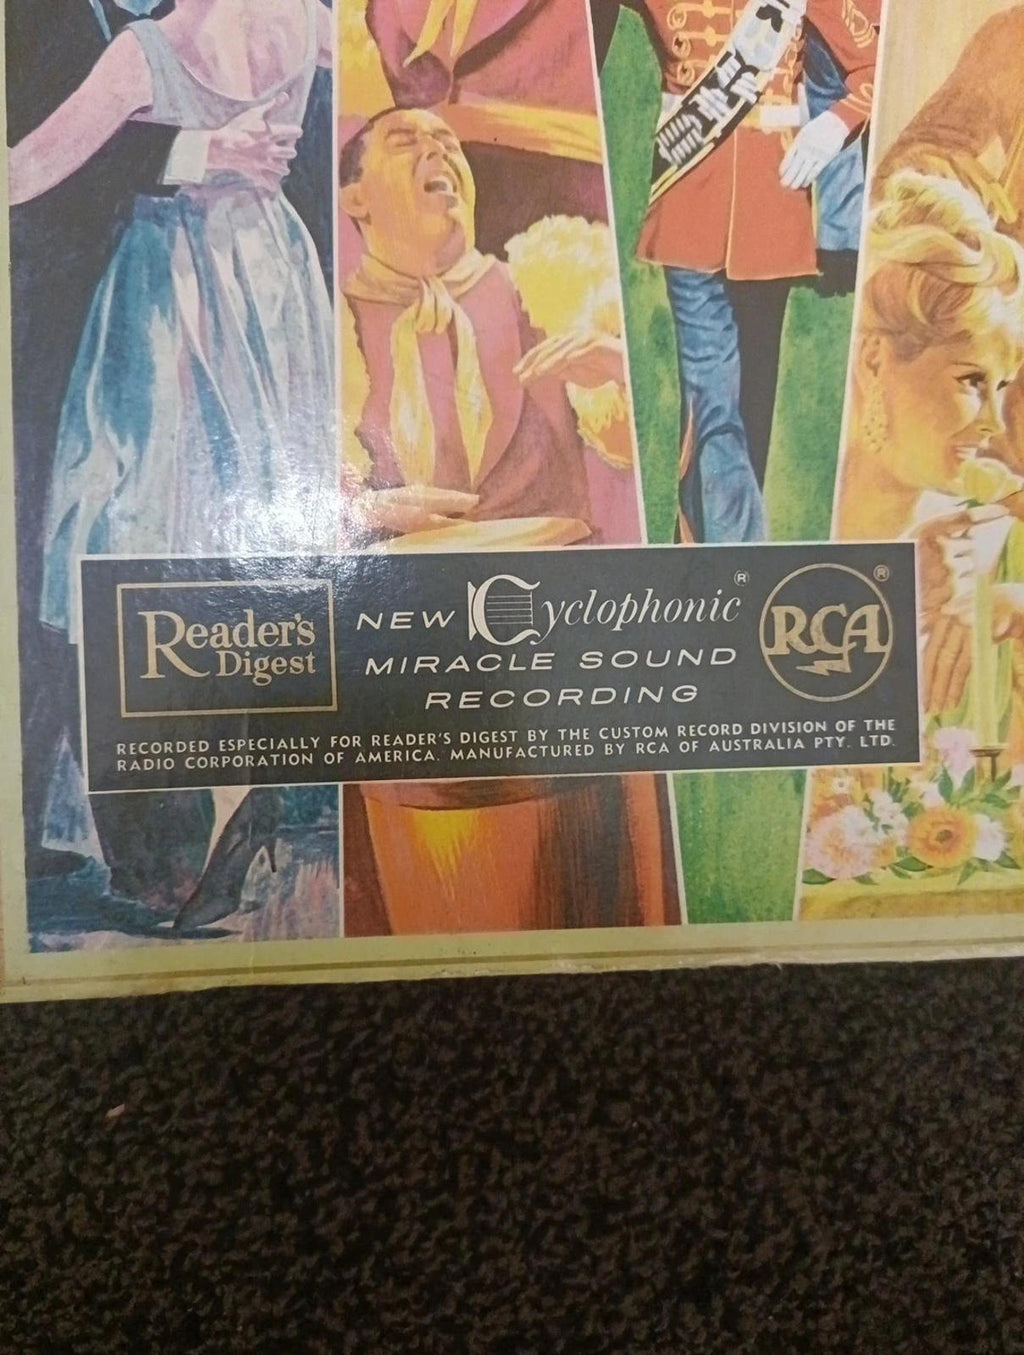 Reader's
Digest
NEW Cyclophonic ®
MIRACLE SOUND
RECORDING
RCA ®
RECORDED ESPECIALLY FOR READER'S DIGEST BY THE CUSTOM RECORD DIVISION OF THE
RADIO CORPORATION OF AMERICA. MANUFACTURED BY RCA OF AUSTRALIA PTY. LTD.